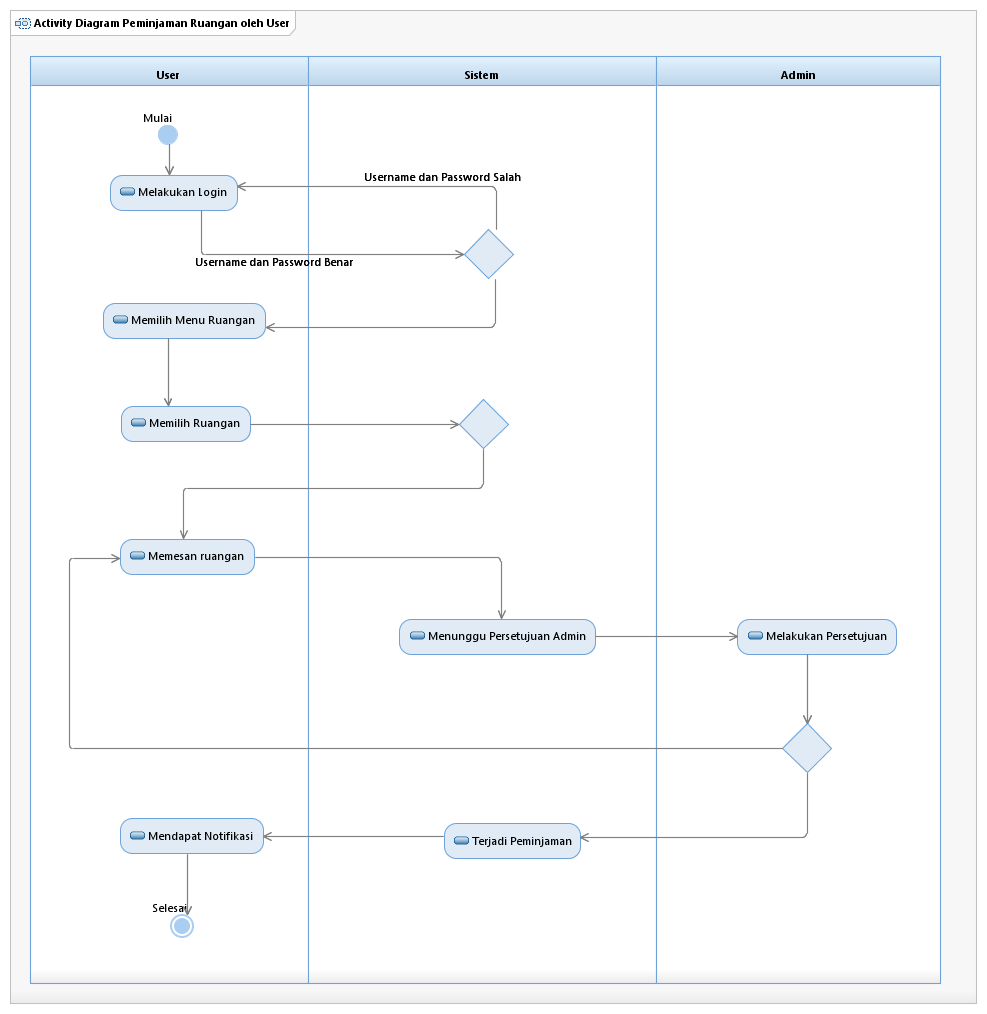 Activity Diagram Peminjaman Ruangan oleh User
User
Sistem
Admin
Mulai
Username dan Password Salah
Melakukan Login
Username dan Password Benar
Memilih Menu Ruangan
Memilih Ruangan
Memesan ruangan
Menunggu Persetujuan Admin
Melakukan Persetujuan
Mendapat Notifikasi
Terjadi Peminjaman
Selesai